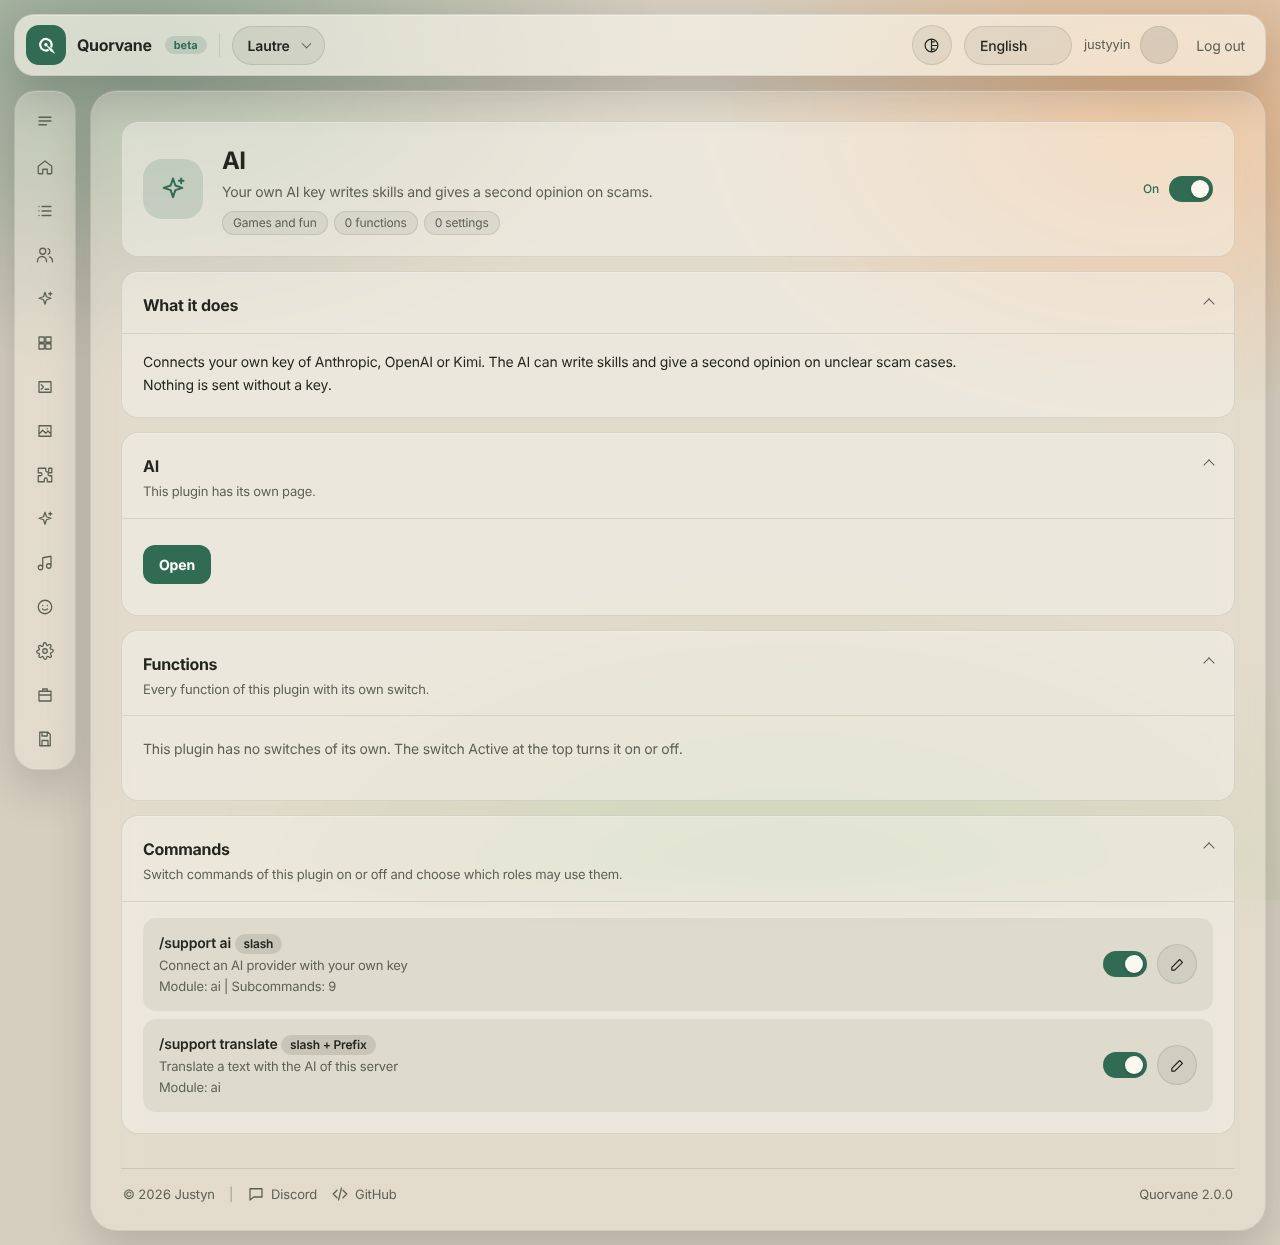 Quorvane beta Lautre English justyyin Log out
AI
Your own AI key writes skills and gives a second opinion on scams.
Games and fun 0 functions 0 settings
On
What it does
Connects your own key of Anthropic, OpenAI or Kimi. The AI can write skills and give a second opinion on unclear scam cases.
Nothing is sent without a key.
AI
This plugin has its own page.
Open
Functions
Every function of this plugin with its own switch.
This plugin has no switches of its own. The switch Active at the top turns it on or off.
Commands
Switch commands of this plugin on or off and choose which roles may use them.
/support ai slash
Connect an AI provider with your own key
Module: ai | Subcommands: 9
/support translate slash + Prefix
Translate a text with the AI of this server
Module: ai
© 2026 Justyn | Discord GitHub Quorvane 2.0.0